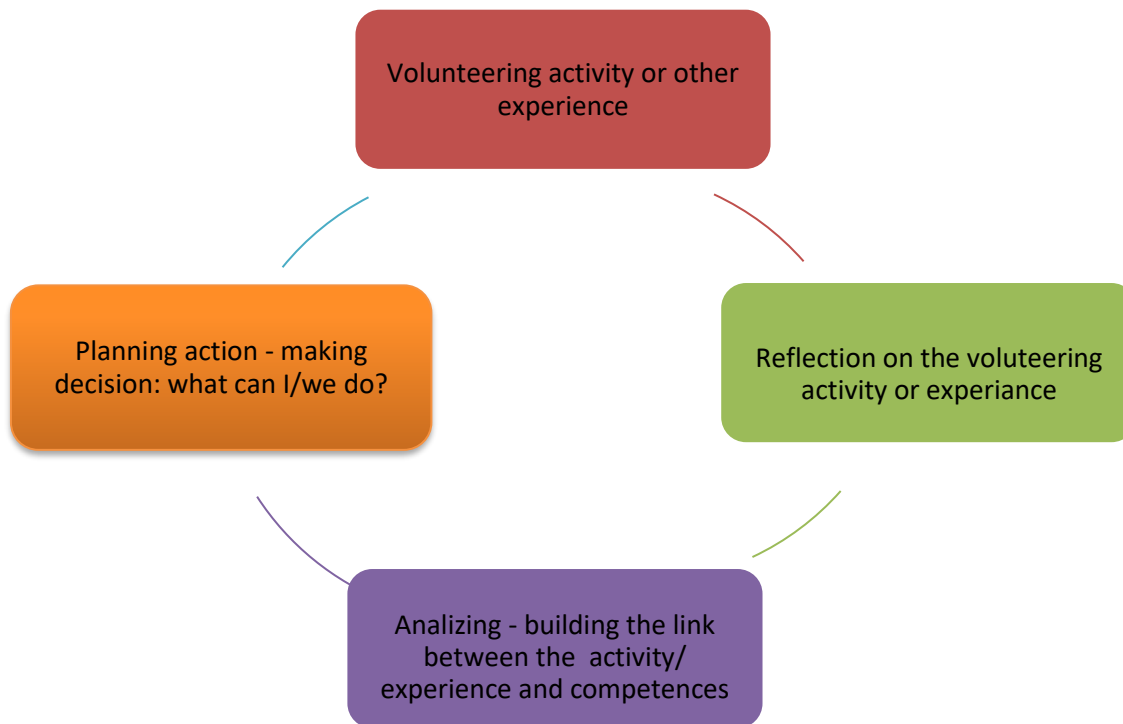 Volunteering activity or other
experience
Planning action - making
decision: what can I/we do?
Reflection on the voluteering
activity or experiance
Analizing - building the link
between the  activity/
experience and competences